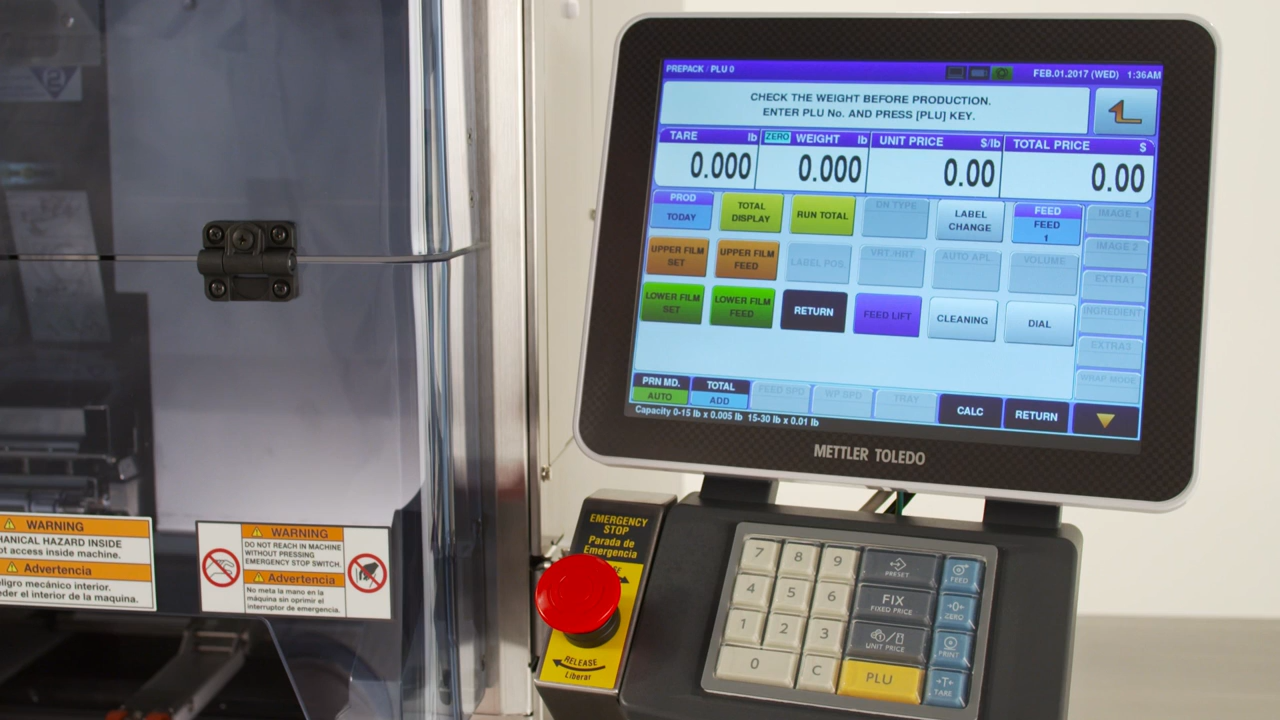 PREPACK / PLU 0
FEB.01.2017 (WED) 1:36AM
CHECK THE WEIGHT BEFORE PRODUCTION.
ENTER PLU No. AND PRESS [PLU] KEY.
TARE lb ZERO WEIGHT lb UNIT PRICE $/lb TOTAL PRICE $
0.000 0.000 0.00 0.00
PROD
TODAY
TOTAL
DISPLAY
RUN TOTAL
DN TYPE
LABEL
CHANGE
FEED
FEED
1
IMAGE 1
UPPER FILM
SET
UPPER FILM
FEED
LABEL POS.
VRT./HRT
AUTO APL.
VOLUME
IMAGE 2
EXTRA1
LOWER FILM
SET
LOWER FILM
FEED
RETURN
FEED LIFT
CLEANING
DIAL
INGREDIENT
EXTRA3
WRAP MODE
PRN MD.
AUTO
TOTAL
ADD
FEED SPD
WP SPD
TRAY
CALC
RETURN
Capacity 0-15 lb x 0.005 lb 15-30 lb x 0.01 lb
METTLER TOLEDO
WARNING
HANICAL HAZARD INSIDE
ot access inside machine.
Advertencia
eligro mecánico interior.
der el interior de la maquina.
WARNING
DO NOT REACH IN MACHINE
WITHOUT PRESSING
EMERGENCY STOP SWITCH.
Advertencia
No meta la mano en la
máquina sin oprimir el
interruptor de emergencia.
EMERGENCY
STOP
Parada de
Emergencia
RELEASE
Liberat
7 8 9 PRESET FEED
4 5 6 FIX
FIXED PRICE
ZERO
1 2 3 UNIT PRICE PRINT
0 C PLU TARE